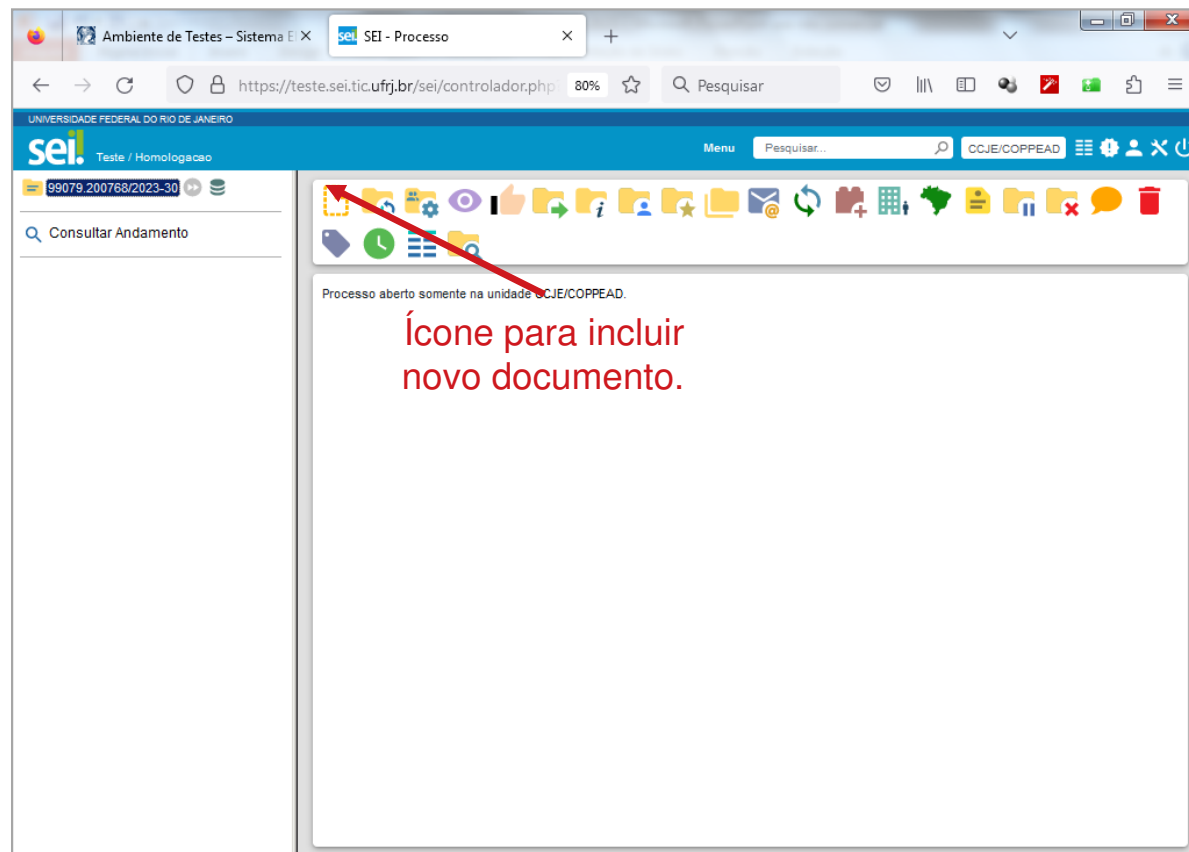 Ambiente de Testes – Sistema El
sei! SEI - Processo
https://teste.sei.tic.ufrj.br/sei/controlador.php
80%
Pesquisar
UNIVERSIDADE FEDERAL DO RIO DE JANEIRO
sei!
Teste / Homologacao
Menu
Pesquisar...
CCJE/COPPEAD
99079.200768/2023-30
Consultar Andamento
Processo aberto somente na unidade CCJE/COPPEAD.
Ícone para incluir
novo documento.